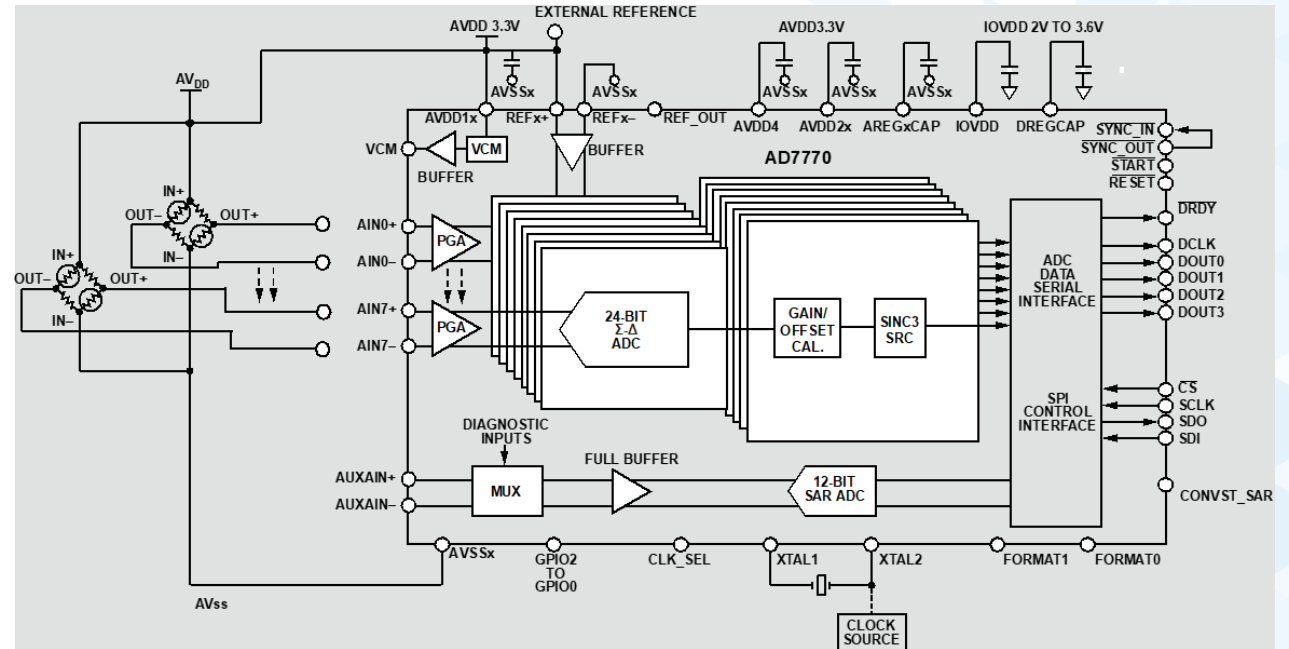 EXTERNAL REFERENCE
AVDD 3.3V
AVDD3.3V
IOVDD 2V TO 3.6V
AVDD
AVSSx
AVSSx
AVSSx
AVSSx
AVSSx
AVDD1x
REFx+
REFx–
REF_OUT
AVDD4
AVDD2x
AREGxCAP
IOVDD
DREGCAP
SYNC_IN
SYNC_OUT
START
RESET
VCM
BUFFER
VCM
BUFFER
AD7770
IN+
OUT–
OUT+
IN–
IN+
OUT–
OUT+
IN–
AIN0+
AIN0–
AIN7+
AIN7–
PGA
PGA
24-BIT
Σ-Δ
ADC
GAIN/
OFFSET
CAL.
SINC3
SRC
ADC
DATA
SERIAL
INTERFACE
SPI
CONTROL
INTERFACE
DRDY
DCLK
DOUT0
DOUT1
DOUT2
DOUT3
CS
SCLK
SDO
SDI
DIAGNOSTIC
INPUTS
FULL BUFFER
AUXAIN+
AUXAIN–
MUX
12-BIT
SAR ADC
CONVST_SAR
AVSSx
GPIO2
TO
GPIO0
CLK_SEL
XTAL1
XTAL2
FORMAT1
FORMAT0
AVss
CLOCK
SOURCE